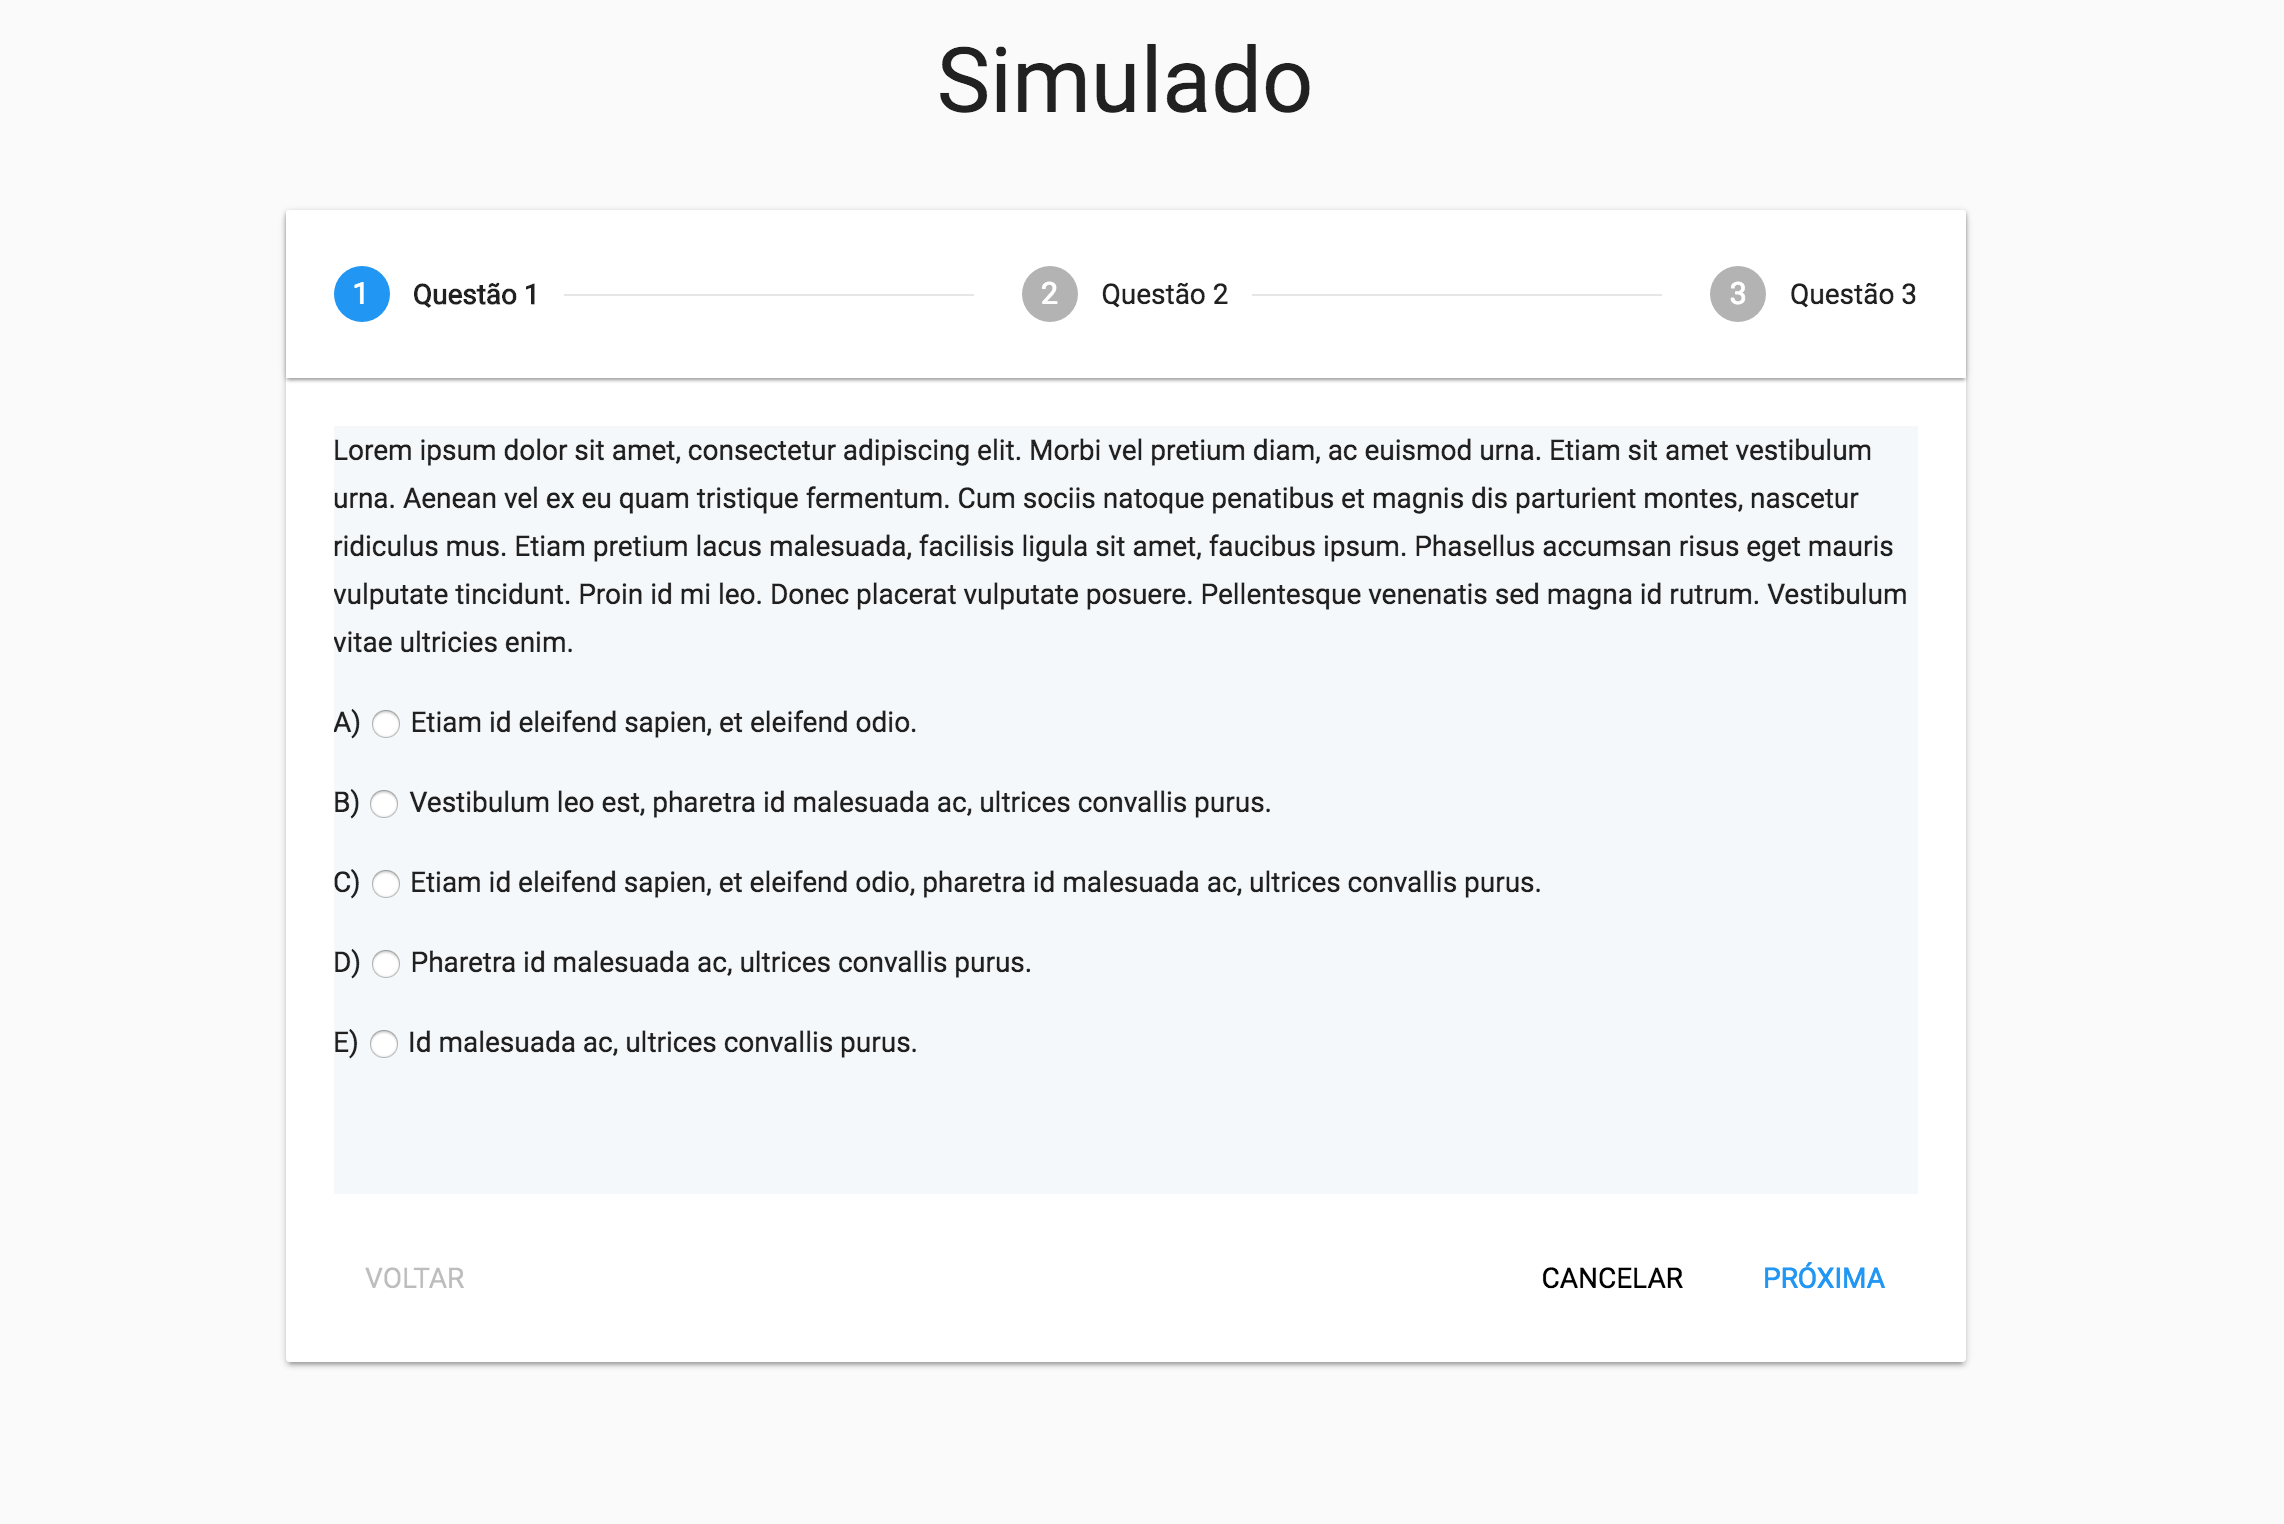 Simulado
1 Questão 1 2 Questão 2 3 Questão 3
Lorem ipsum dolor sit amet, consectetur adipiscing elit. Morbi vel pretium diam, ac euismod urna. Etiam sit amet vestibulum
urna. Aenean vel ex eu quam tristique fermentum. Cum sociis natoque penatibus et magnis dis parturient montes, nascetur
ridiculus mus. Etiam pretium lacus malesuada, facilisis ligula sit amet, faucibus ipsum. Phasellus accumsan risus eget mauris
vulputate tincidunt. Proin id mi leo. Donec placerat vulputate posuere. Pellentesque venenatis sed magna id rutrum. Vestibulum
vitae ultricies enim.
A) Etiam id eleifend sapien, et eleifend odio.
B) Vestibulum leo est, pharetra id malesuada ac, ultrices convallis purus.
C) Etiam id eleifend sapien, et eleifend odio, pharetra id malesuada ac, ultrices convallis purus.
D) Pharetra id malesuada ac, ultrices convallis purus.
E) Id malesuada ac, ultrices convallis purus.
VOLTAR CANCELAR PRÓXIMA